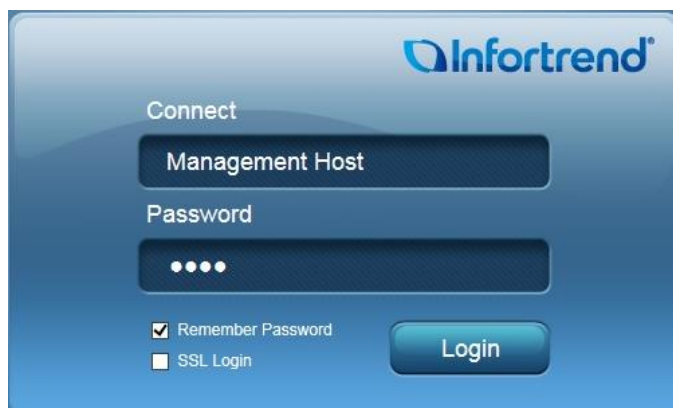 Infortrend®
Connect
Management Host
Password
••••
Remember Password
SSL Login
Login